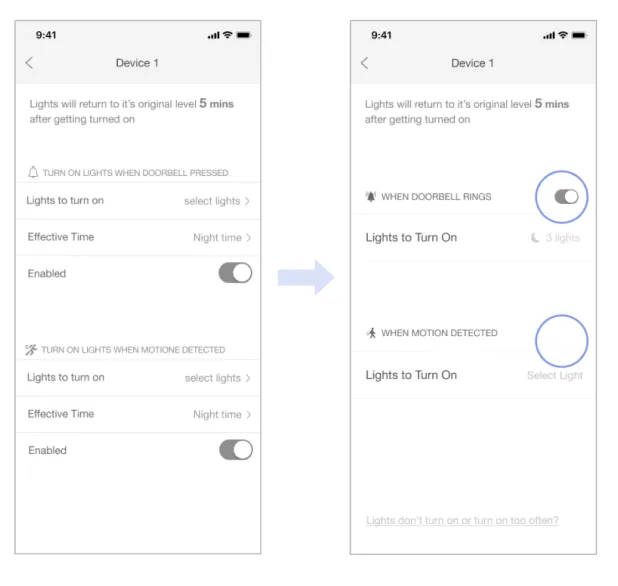 9:41
Device 1
Lights will return to it's original level 5 mins
after getting turned on
TURN ON LIGHTS WHEN DOORBELL PRESSED
Lights to turn on select lights >
Effective Time Night time >
Enabled
TURN ON LIGHTS WHEN MOTIONE DETECTED
Lights to turn on select lights >
Effective Time Night time >
Enabled
9:41
Device 1
Lights will return to it's original level 5 mins
after getting turned on
WHEN DOORBELL RINGS
Lights to Turn On 3 lights
WHEN MOTION DETECTED
Lights to Turn On Select Light
Lights don't turn on or turn on too often?